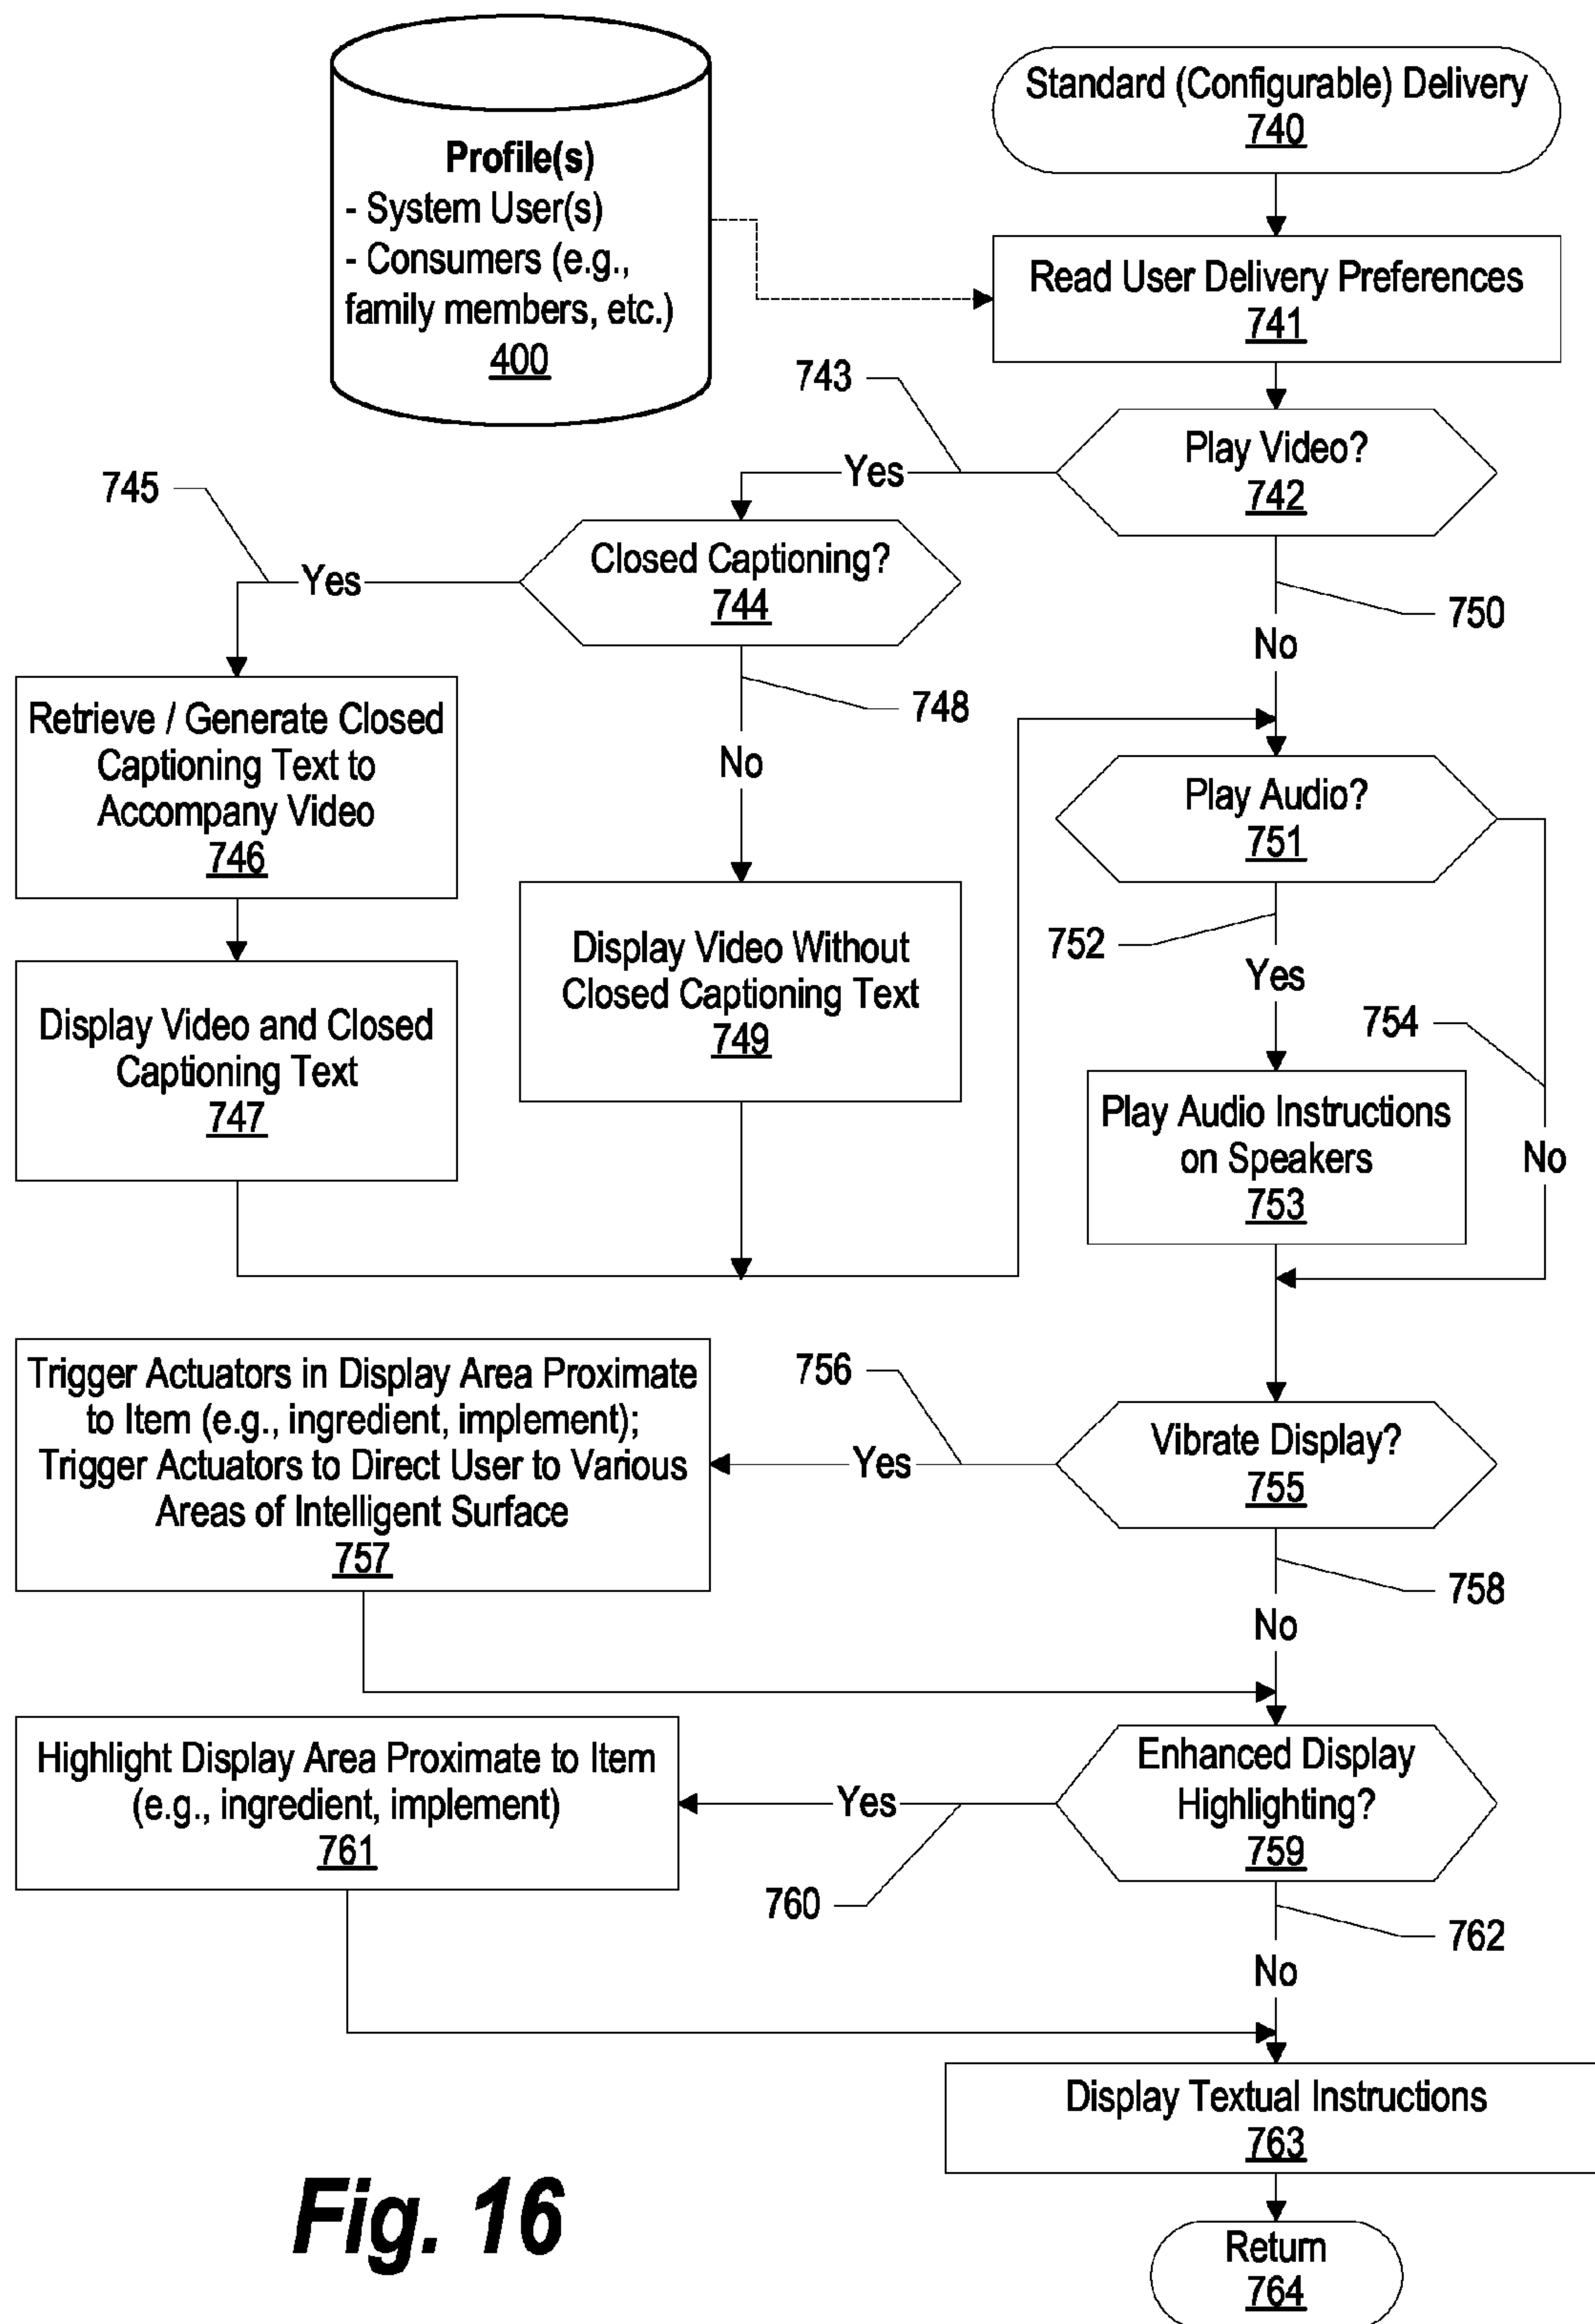 Standard (Configurable) Delivery
740
Profile(s)
- System User(s)
- Consumers (e.g.,
family members, etc.)
400
Read User Delivery Preferences
741
743
Play Video?
742
Yes
745
Closed Captioning?
744
Yes
750
No
748
No
Retrieve / Generate Closed
Captioning Text to
Accompany Video
746
Play Audio?
751
Display Video Without
Closed Captioning Text
749
752
Yes
Display Video and Closed
Captioning Text
747
754
No
Play Audio Instructions
on Speakers
753
Trigger Actuators in Display Area Proximate
to Item (e.g., ingredient, implement);
Trigger Actuators to Direct User to Various
Areas of Intelligent Surface
757
756
Yes
Vibrate Display?
755
758
No
Highlight Display Area Proximate to Item
(e.g., ingredient, implement)
761
Yes
760
Enhanced Display
Highlighting?
759
762
No
Display Textual Instructions
763
Return
764
Fig. 16